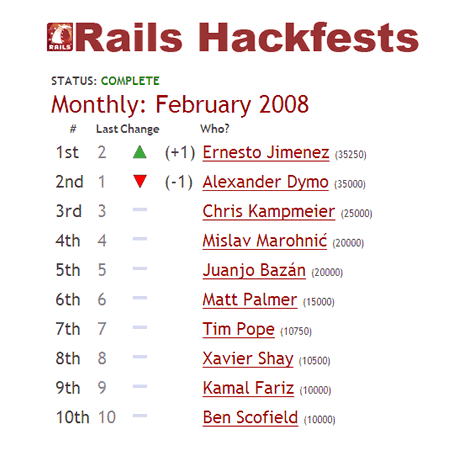 RAILS Rails Hackfests
STATUS: COMPLETE
Monthly: February 2008
# Last Change Who?
1st 2 ▲ (+1) Ernesto Jimenez (35250)
2nd 1 ▼ (-1) Alexander Dymo (35000)
3rd 3 — Chris Kampmeier (25000)
4th 4 — Mislav Marohnić (20000)
5th 5 — Juanjo Bazán (20000)
6th 6 — Matt Palmer (15000)
7th 7 — Tim Pope (10750)
8th 8 — Xavier Shay (10500)
9th 9 — Kamal Fariz (10000)
10th 10 — Ben Scofield (10000)